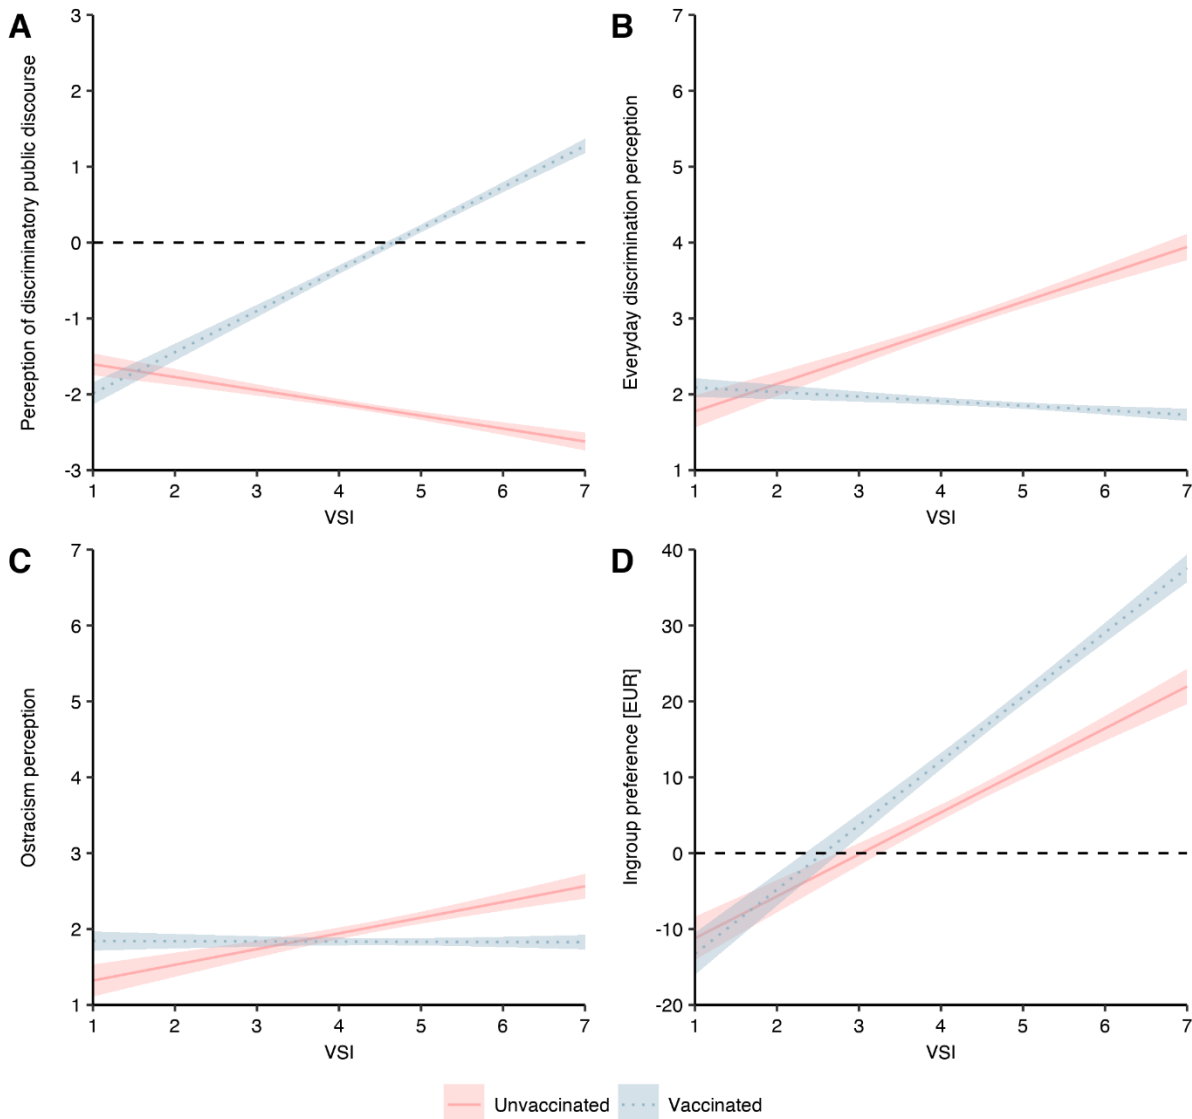 A
Perception of discriminatory public discourse
3
2
1
0
-1
-2
-3
1 2 3 4 5 6 7
VSI
B
Everyday discrimination perception
7
6
5
4
3
2
1
1 2 3 4 5 6 7
VSI
C
Ostracism perception
7
6
5
4
3
2
1
1 2 3 4 5 6 7
VSI
D
Ingroup preference [EUR]
40
30
20
10
0
-10
-20
1 2 3 4 5 6 7
VSI
Unvaccinated Vaccinated